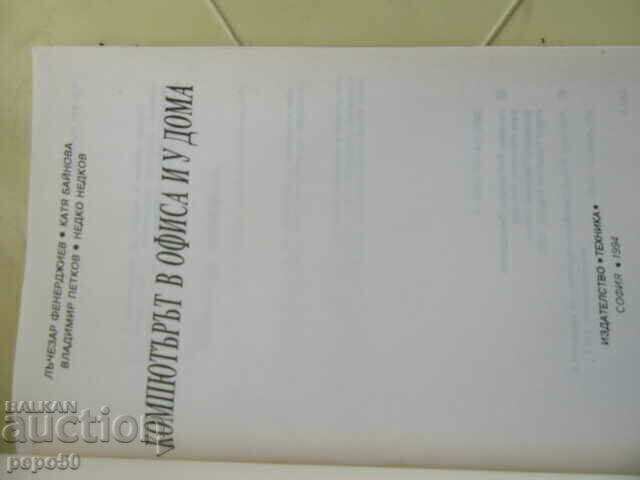 ЛЪЧЕЗАР ФЕНЕРДЖИЕВ • КАТЯ БАЙНОВА
ВЛАДИМИР ПЕТКОВ • НЕДКО НЕДКОВ
КОМПЮТЪРЪТ В ОФИСА И У ДОМА
ИЗДАТЕЛСТВО •ТЕХНИКА•
СОФИЯ • 1994
BALKAN
auction
pepo50